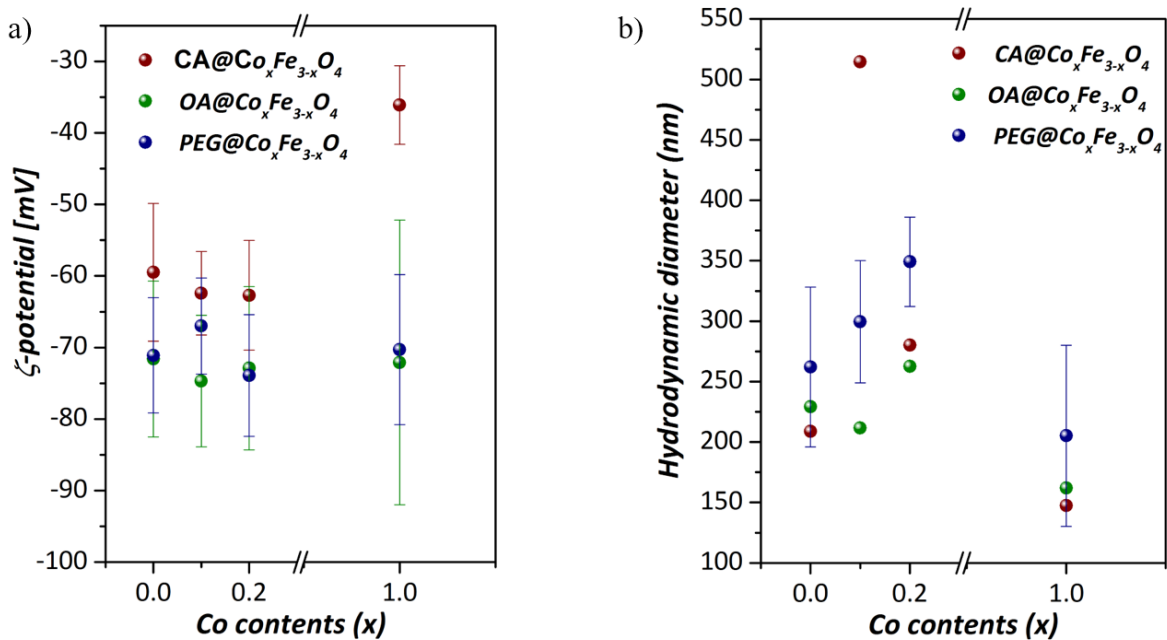 a)
CA@CoxFe3-xO4
OA@CoxFe3-xO4
PEG@CoxFe3-xO4
ζ-potential [mV]
-30
-40
-50
-60
-70
-80
-90
-100
0.0 0.2 1.0
Co contents (x)
b)
CA@CoxFe3-xO4
OA@CoxFe3-xO4
PEG@CoxFe3-xO4
Hydrodynamic diameter (nm)
550
500
450
400
350
300
250
200
150
100
0.0 0.2 1.0
Co contents (x)